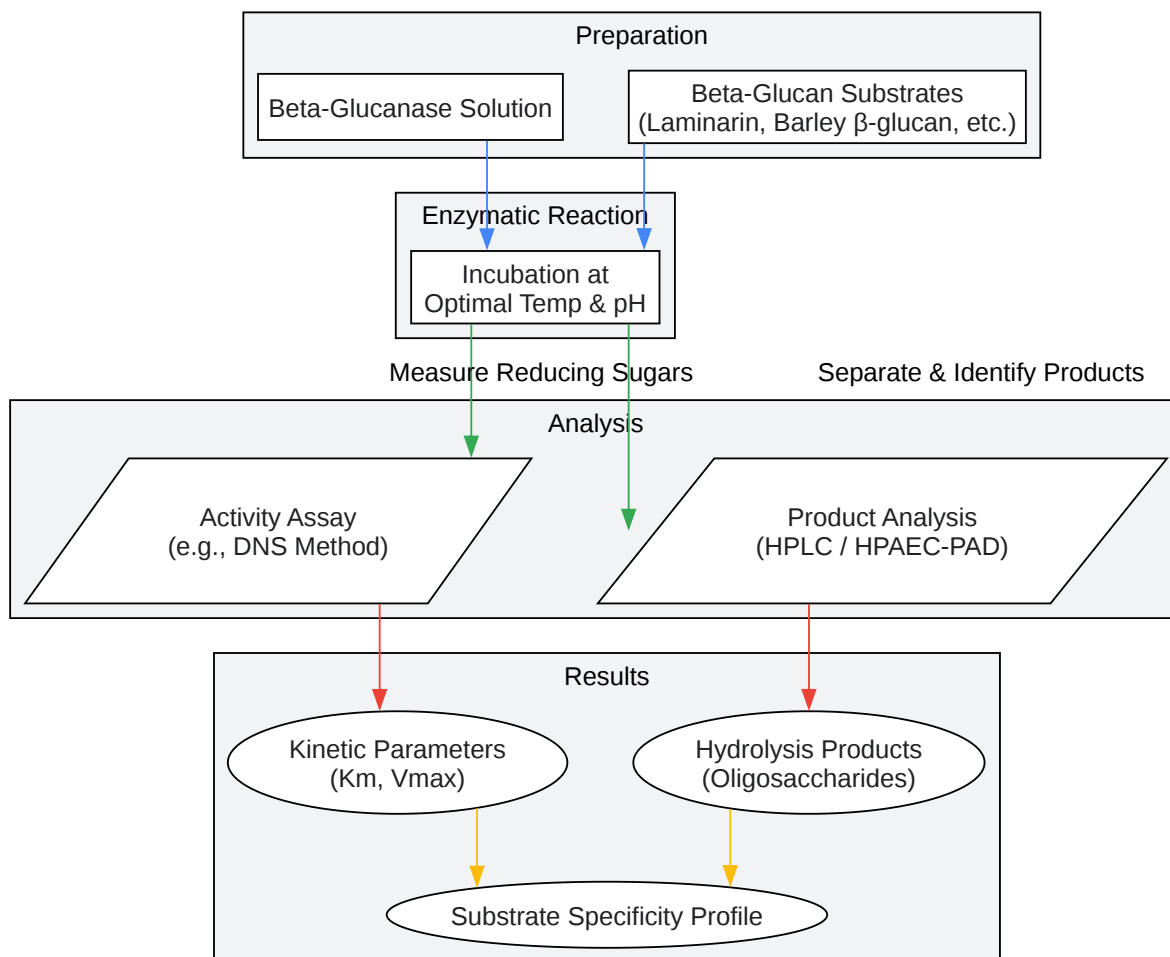 Preparation
Beta-Glucanase Solution
Beta-Glucan Substrates
(Laminarin, Barley β-glucan, etc.)
Enzymatic Reaction
Incubation at
Optimal Temp & pH
Measure Reducing Sugars
Separate & Identify Products
Analysis
Activity Assay
(e.g., DNS Method)
Product Analysis
(HPLC / HPAEC-PAD)
Results
Kinetic Parameters
(Km, Vmax)
Hydrolysis Products
(Oligosaccharides)
Substrate Specificity Profile